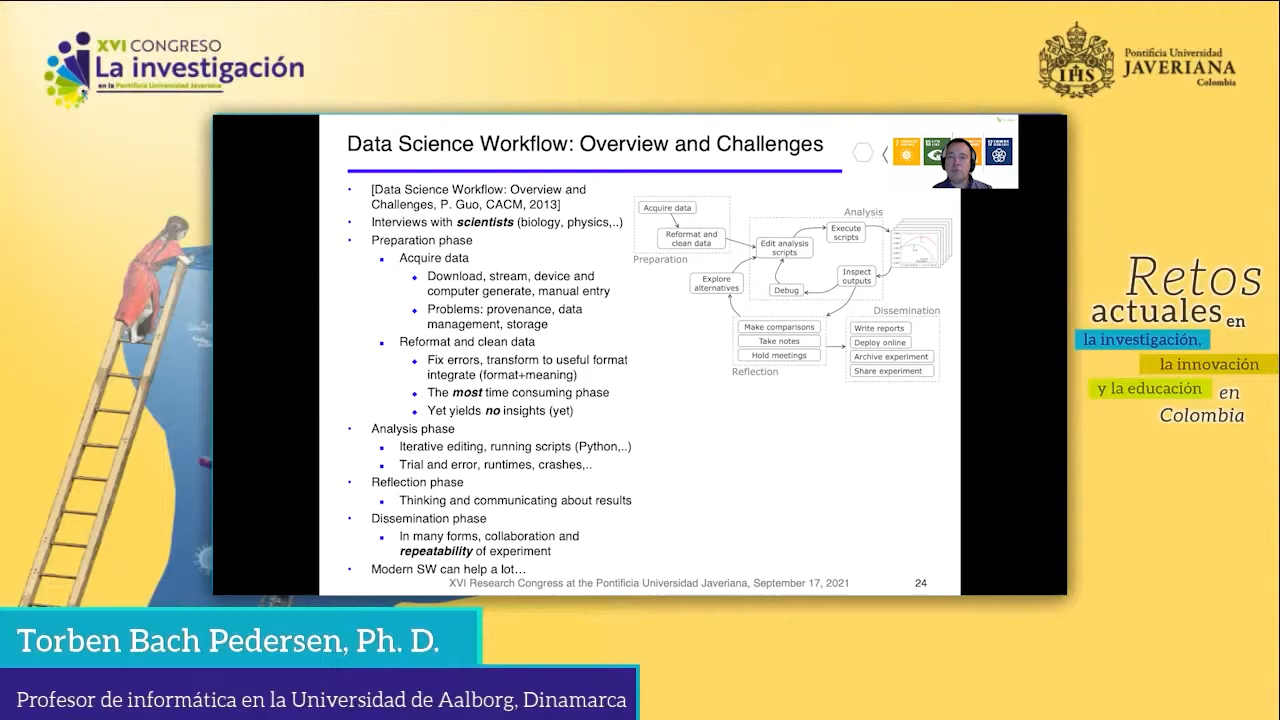 XVI CONGRESO
La investigación
en la Pontificia Universidad Javeriana
Pontificia Universidad
JAVERIANA
Colombia
Data Science Workflow: Overview and Challenges
• [Data Science Workflow: Overview and
Challenges, P. Guo, CACM, 2013]
• Interviews with scientists (biology, physics,..)
• Preparation phase
▪ Acquire data
◆ Download, stream, device and
computer generate, manual entry
◆ Problems: provenance, data
management, storage
▪ Reformat and clean data
◆ Fix errors, transform to useful format
integrate (format+meaning)
◆ The most time consuming phase
◆ Yet yields no insights (yet)
• Analysis phase
▪ Iterative editing, running scripts (Python,..)
▪ Trial and error, runtimes, crashes,..
• Reflection phase
▪ Thinking and communicating about results
• Dissemination phase
▪ In many forms, collaboration and
repeatability of experiment
• Modern SW can help a lot…
Acquire data
Reformat and
clean data
Preparation
Analysis
Edit analysis
scripts
Execute
scripts
Inspect
outputs
Debug
Explore
alternatives
Make comparisons
Take notes
Hold meetings
Reflection
Dissemination
Write reports
Deploy online
Archive experiment
Share experiment
XVI Research Congress at the Pontificia Universidad Javeriana, September 17, 2021
24
Retos
actuales en
la investigación,
la innovación
y la educación en
Colombia
Torben Bach Pedersen, Ph. D.
Profesor de informática en la Universidad de Aalborg, Dinamarca